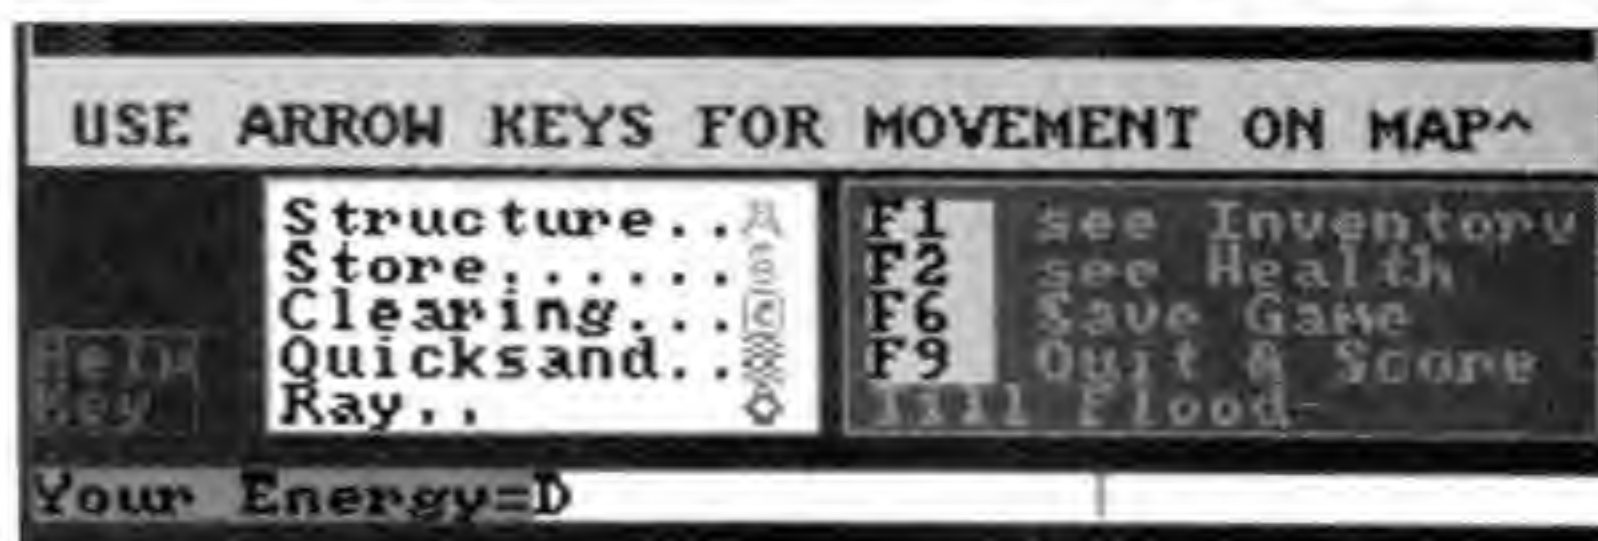 USE ARROW KEYS FOR MOVEMENT ON MAP^
Structure..
Store......
Clearing...
Quicksand..
Ray..
Help
Key
F1 see Inventory
F2 see Health
F6 Save Game
F9 Quit & Score
Flood
Your Energy=D